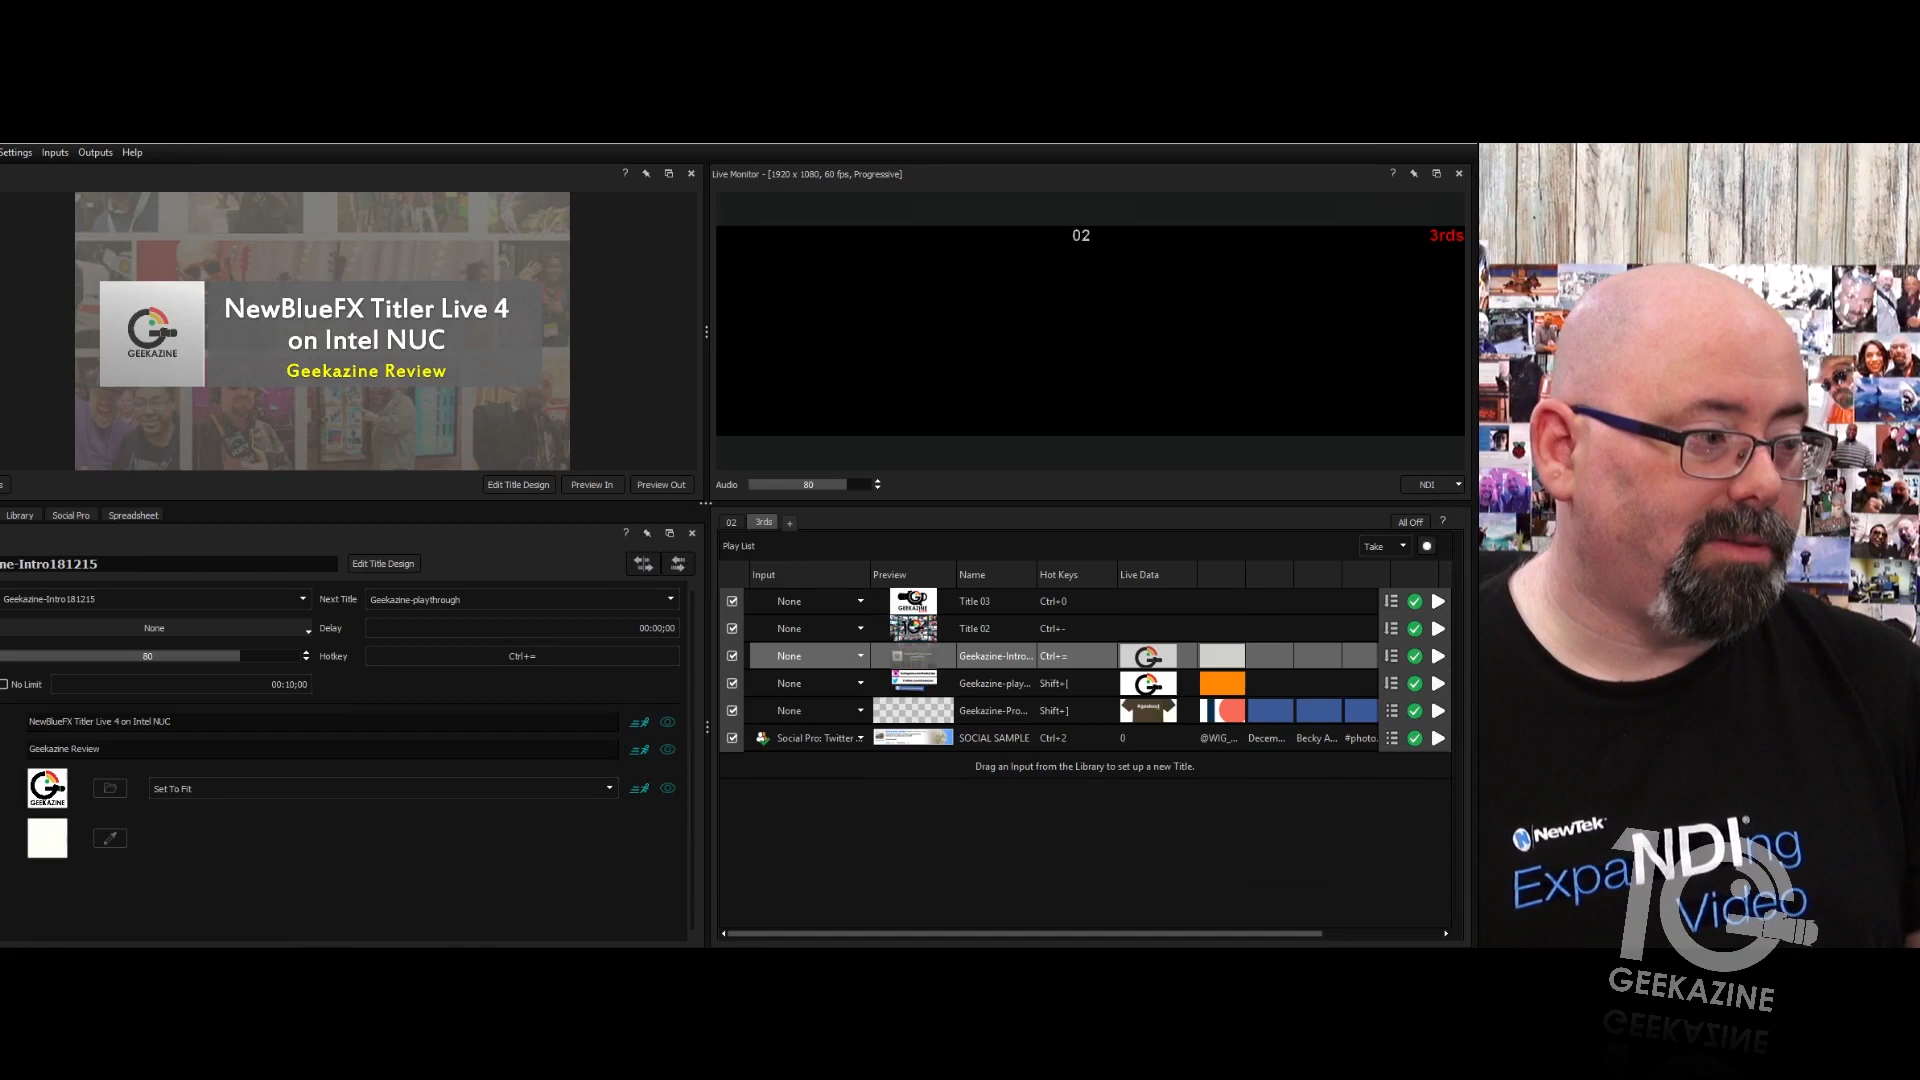 Settings Inputs Outputs Help
NewBlueFX Titler Live 4
on Intel NUC
Geekazine Review
GEEKAZINE
Edit Title Design Preview In Preview Out
Live Monitor - [1920 x 1080, 60 fps, Progressive]
02 3rds
Audio 80 NDI
Library Social Pro Spreadsheet
ne-Intro181215 Edit Title Design
Geekazine-Intro181215 Next Title Geekazine-playthrough
None Delay 00:00;00
80 Hotkey Ctrl+=
No Limit 00:10;00
NewBlueFX Titler Live 4 on Intel NUC
Geekazine Review
GEEKAZINE Set To Fit
02 3rds + All Off
Play List Take
Input Preview Name Hot Keys Live Data
None GEEKAZINE Title 03 Ctrl+0
None Title 02 Ctrl+-
None Geekazine-Intro... Ctrl+=
None Geekazine-play... Shift+[
None Geekazine-Pro... Shift+] #geekout
Social Pro: Twitter ... SOCIAL SAMPLE Ctrl+2 0 @WIG_... Decem... Becky A... #photo.
Drag an Input from the Library to set up a new Title.
NewTek
ExpaNDIng
Video
10
GEEKAZINE